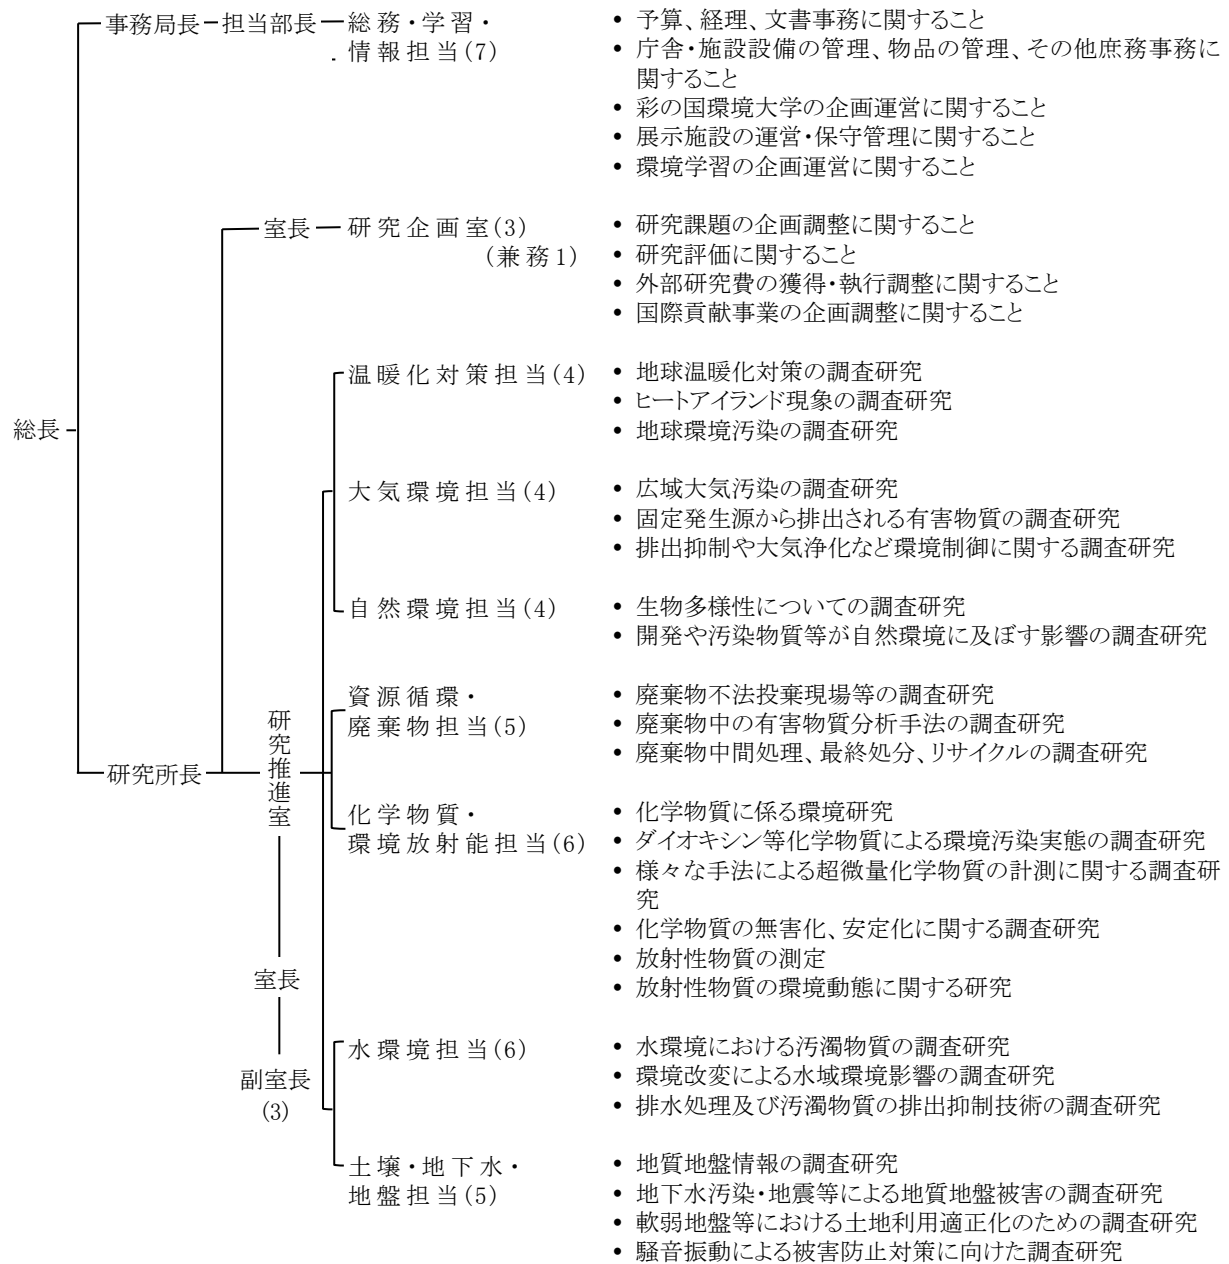 事務局長 担当部長 総務・学習・
情報担当(7)
• 予算、経理、文書事務に関すること
• 庁舎・施設設備の管理、物品の管理、その他庶務事務に
関すること
• 彩の国環境大学の企画運営に関すること
• 展示施設の運営・保守管理に関すること
• 環境学習の企画運営に関すること
室長 研究企画室(3)
(兼務1)
• 研究課題の企画調整に関すること
• 研究評価に関すること
• 外部研究費の獲得・執行調整に関すること
• 国際貢献事業の企画調整に関すること
総長
温暖化対策担当(4)
• 地球温暖化対策の調査研究
• ヒートアイランド現象の調査研究
• 地球環境汚染の調査研究
大気環境担当(4)
• 広域大気汚染の調査研究
• 固定発生源から排出される有害物質の調査研究
• 排出抑制や大気浄化など環境制御に関する調査研究
自然環境担当(4)
• 生物多様性についての調査研究
• 開発や汚染物質等が自然環境に及ぼす影響の調査研究
研究所長
研究推進室
室長
副室長
(3)
資源循環・
廃棄物担当(5)
• 廃棄物不法投棄現場等の調査研究
• 廃棄物中の有害物質分析手法の調査研究
• 廃棄物中間処理、最終処分、リサイクルの調査研究
化学物質・
環境放射能担当(6)
• 化学物質に係る環境研究
• ダイオキシン等化学物質による環境汚染実態の調査研究
• 様々な手法による超微量化学物質の計測に関する調査研
究
• 化学物質の無害化、安定化に関する調査研究
• 放射性物質の測定
• 放射性物質の環境動態に関する研究
水環境担当(6)
• 水環境における汚濁物質の調査研究
• 環境改変による水域環境影響の調査研究
• 排水処理及び汚濁物質の排出抑制技術の調査研究
土壌・地下水・
地盤担当(5)
• 地質地盤情報の調査研究
• 地下水汚染・地震等による地質地盤被害の調査研究
• 軟弱地盤等における土地利用適正化のための調査研究
• 騒音振動による被害防止対策に向けた調査研究